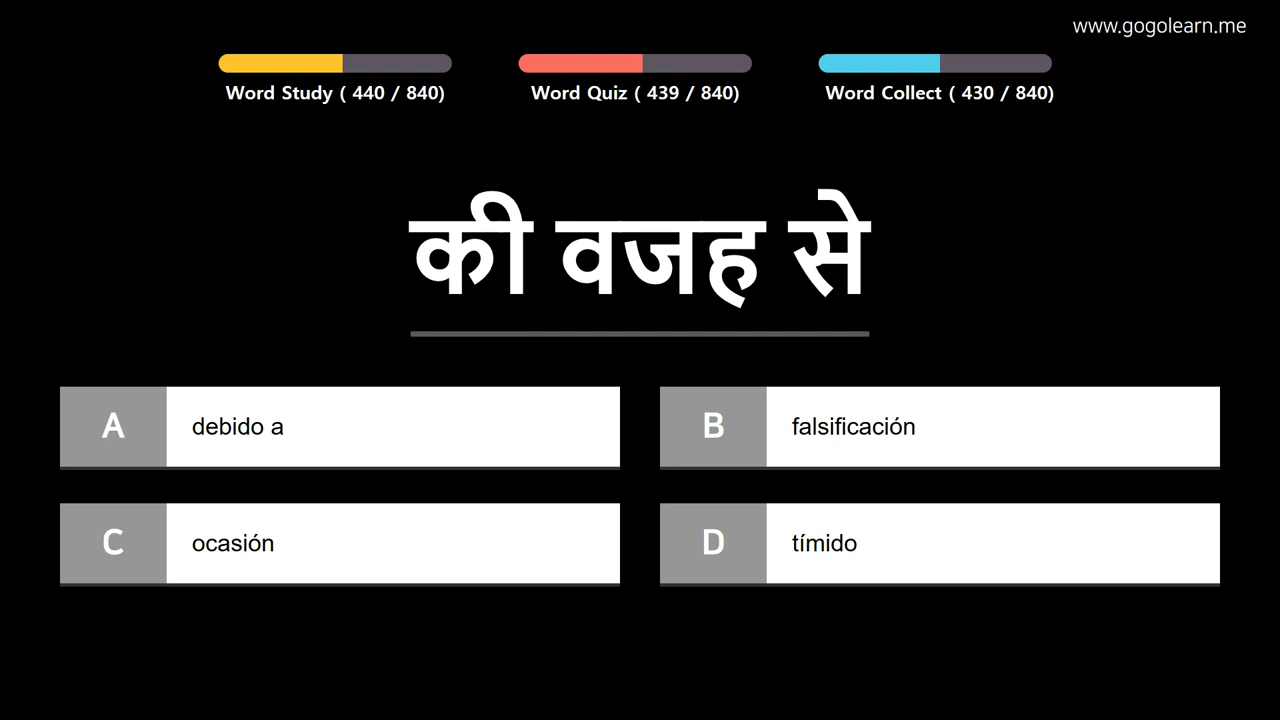 www.gogolearn.me
Word Study ( 440 / 840)
Word Quiz ( 439 / 840)
Word Collect ( 430 / 840)
की वजह से
A debido a
B falsificación
C ocasión
D tímido